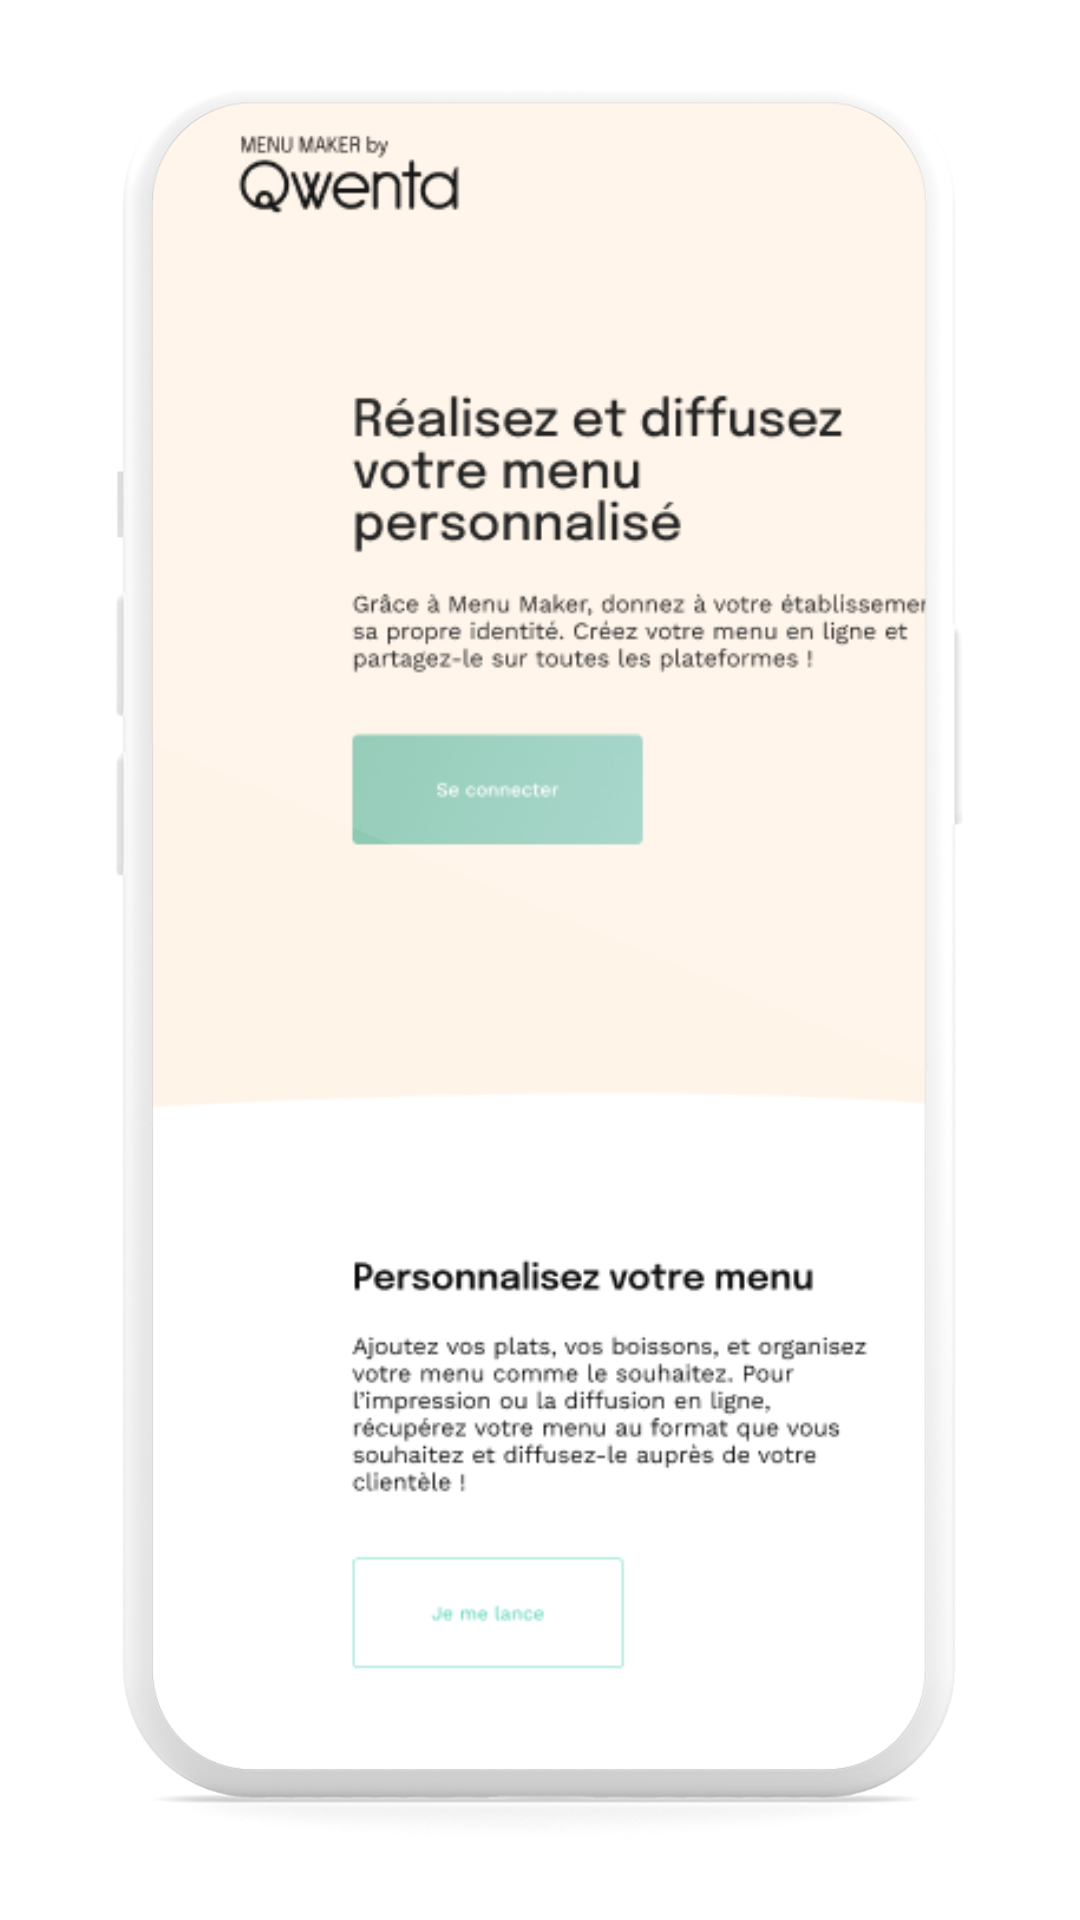 MENU MAKER by
Qwenta
Réalisez et diffusez
votre menu
personnalisé
Grâce à Menu Maker, donnez à votre établissemen
sa propre identité. Créez votre menu en ligne et
partagez-le sur toutes les plateformes !
Se connecter
Personnalisez votre menu
Ajoutez vos plats, vos boissons, et organisez
votre menu comme le souhaitez. Pour
l’impression ou la diffusion en ligne,
récupérez votre menu au format que vous
souhaitez et diffusez-le auprès de votre
clientèle !
Je me lance